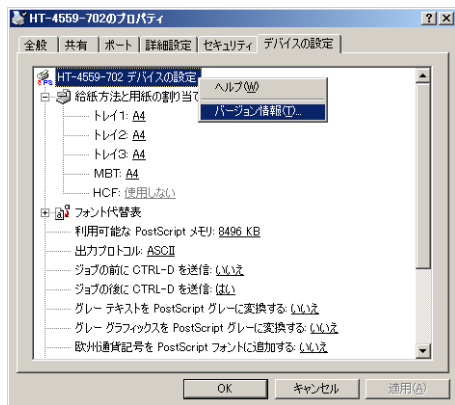 HT-4559-702のプロパティ
全般 共有 ポート 詳細設定 セキュリティ デバイスの設定
HT-4559-702 デバイスの設定
ヘルプ(W)
給紙方法と用紙の割り当て
バージョン情報(T)...
トレイ1: A4
トレイ2: A4
トレイ3: A4
MBT: A4
HCF: 使用しない
フォント代替表
利用可能な PostScript メモリ: 8496 KB
出力プロトコル: ASCII
ジョブの前に CTRL-D を送信: いいえ
ジョブの後に CTRL-D を送信: はい
グレー テキストを PostScript グレーに変換する: いいえ
グレー グラフィックスを PostScript グレーに変換する: いいえ
欧州通貨記号を PostScript フォントに追加する: いいえ
OK キャンセル 適用(A)